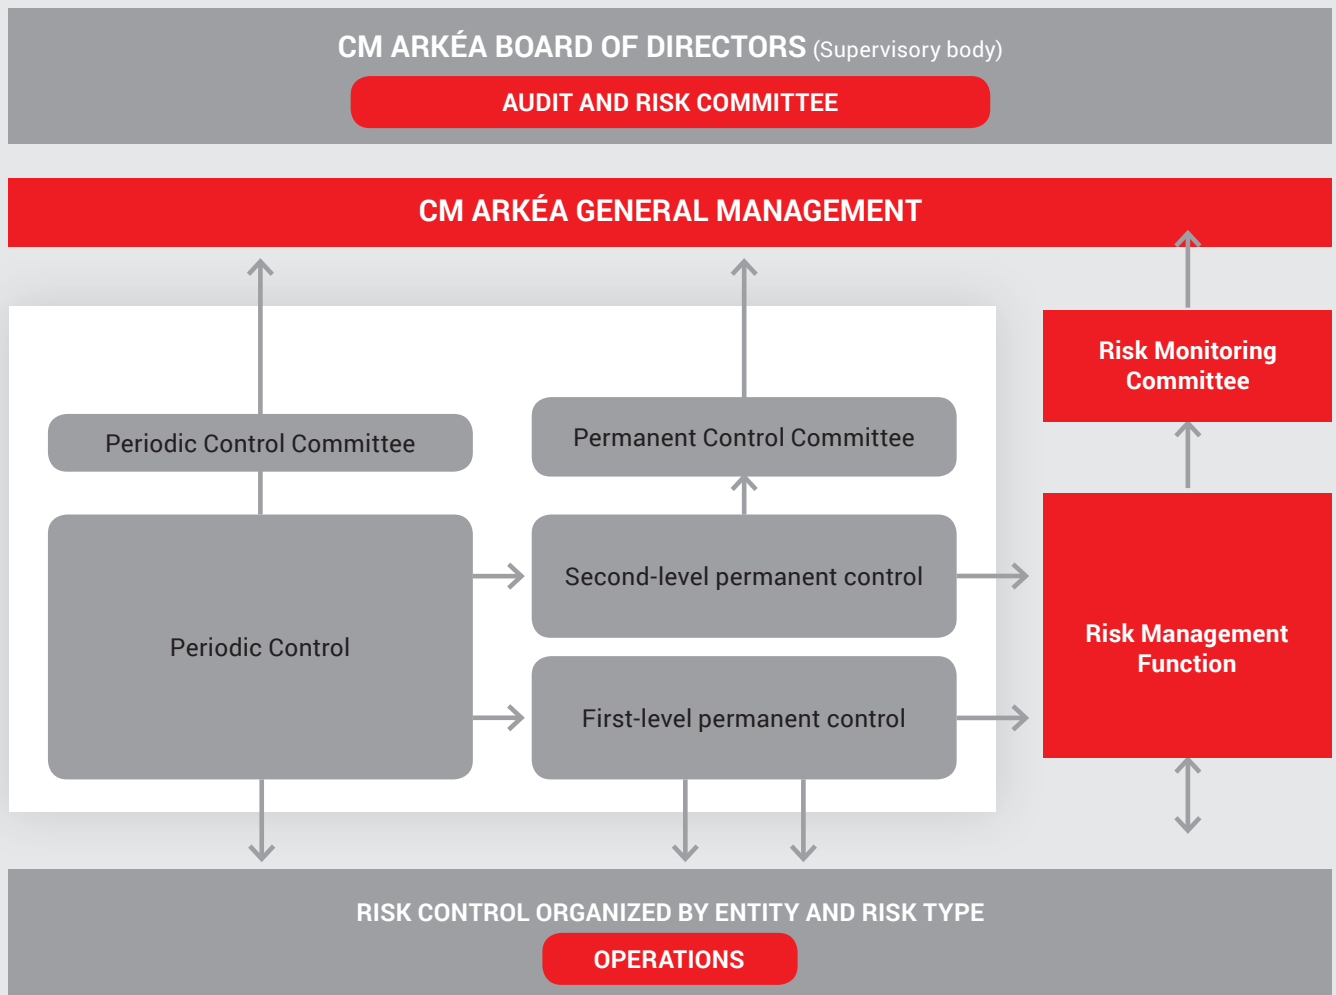 CM ARKÉA BOARD OF DIRECTORS (Supervisory body)
AUDIT AND RISK COMMITTEE
CM ARKÉA GENERAL MANAGEMENT
Risk Monitoring
Committee
Periodic Control Committee
Permanent Control Committee
Second-level permanent control
Periodic Control
First-level permanent control
Risk Management
Function
RISK CONTROL ORGANIZED BY ENTITY AND RISK TYPE
OPERATIONS